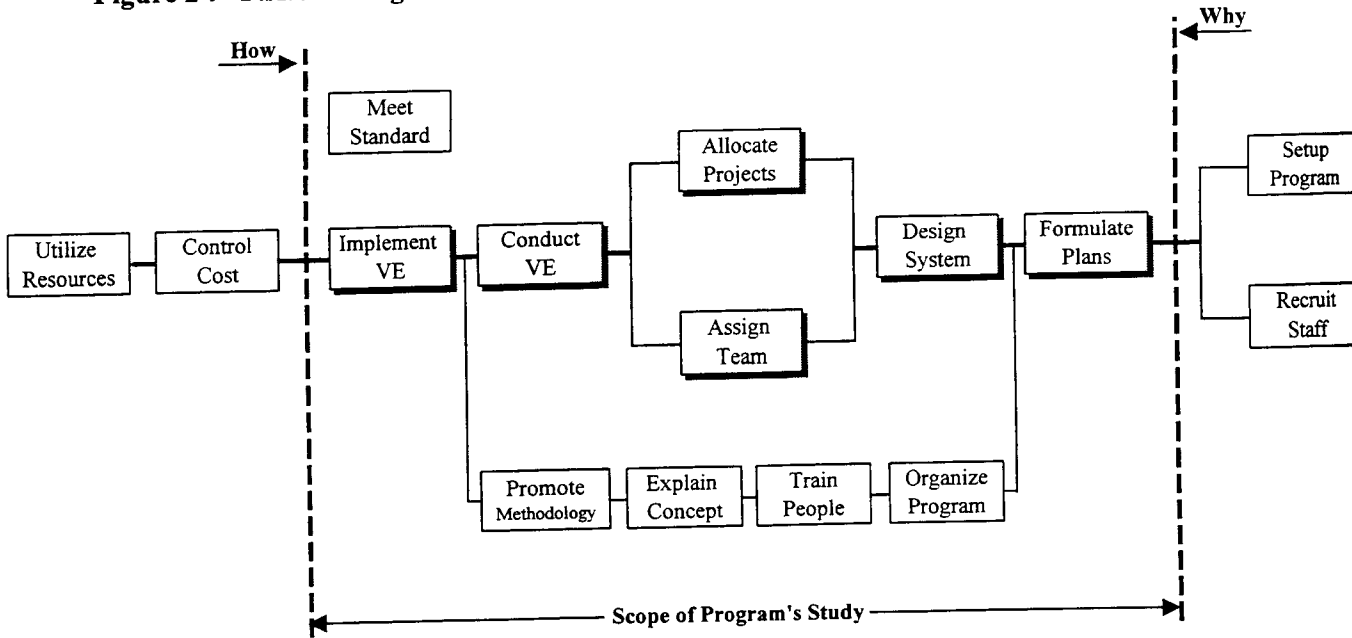 Why
How
Meet
Standard
Allocate
Projects
Setup
Program
Utilize
Resources
Control
Cost
Implement
VE
Conduct
VE
Design
System
Formulate
Plans
Assign
Team
Recruit
Staff
Promote
Methodology
Explain
Concept
Train
People
Organize
Program
Scope of Program's Study